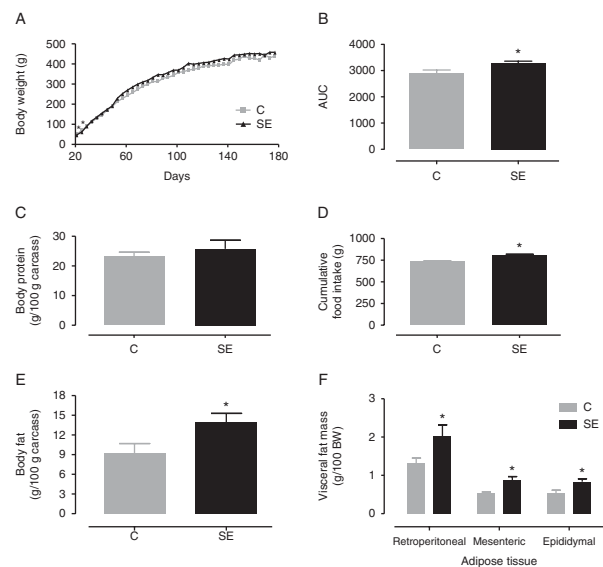 A
Body weight (g)
500
400
300
200
100
0
20
60
100
140
180
Days
* *
C
SE
B
AUC
4000
3000
2000
1000
0
*
C
SE
C
Body protein
(g/100 g carcass)
30
20
10
0
C
SE
D
Cumulative
food intake (g)
1000
750
500
250
0
*
C
SE
E
Body fat
(g/100 g carcass)
18
15
12
9
6
3
0
*
C
SE
F
Visceral fat mass
(g/100 BW)
3
2
1
0
*
*
*
C
SE
Retroperitoneal
Mesenteric
Epididymal
Adipose tissue